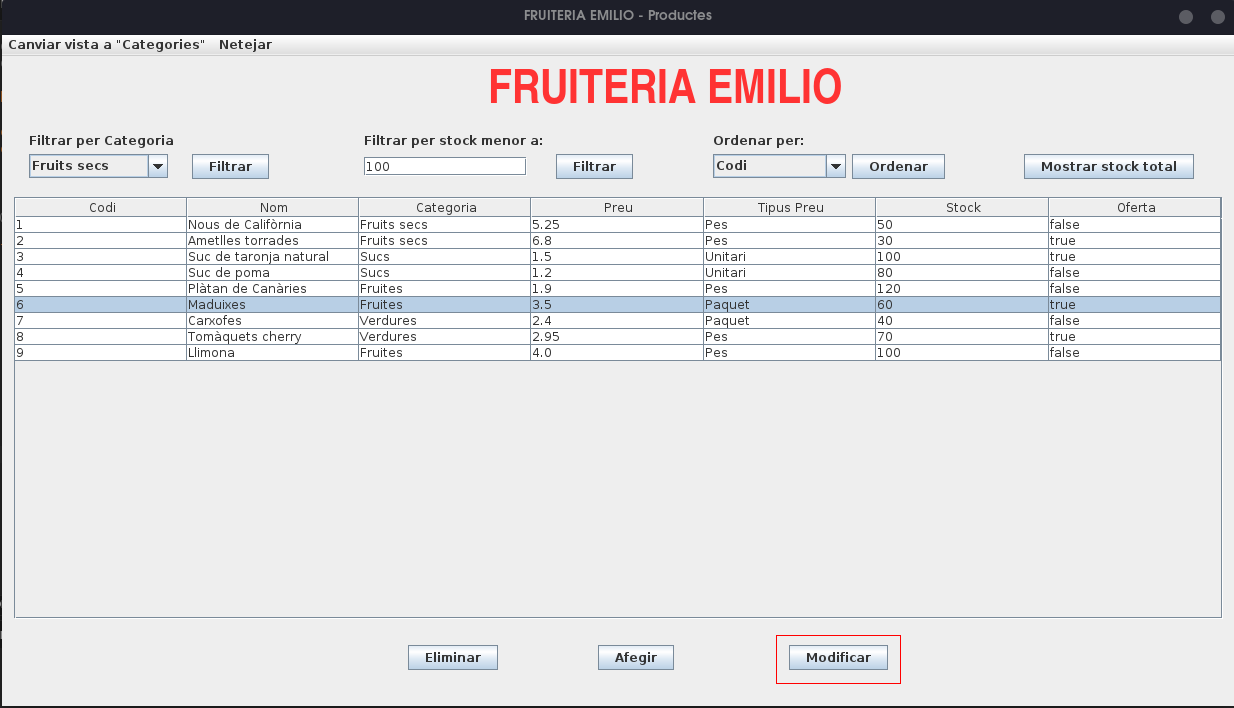 FRUITERIA EMILIO - Productes
Canviar vista a "Categories" Netejar
FRUITERIA EMILIO
Filtrar per Categoria Filtrar per stock menor a: Ordenar per:
Fruits secs Filtrar 100 Filtrar Codi Ordenar Mostrar stock total
Codi Nom Categoria Preu Tipus Preu Stock Oferta
1 Nous de Califòrnia Fruits secs 5.25 Pes 50 false
2 Ametlles torrades Fruits secs 6.8 Pes 30 true
3 Suc de taronja natural Sucs 1.5 Unitari 100 true
4 Suc de poma Sucs 1.2 Unitari 80 false
5 Plàtan de Canàries Fruites 1.9 Pes 120 false
6 Maduixes Fruites 3.5 Paquet 60 true
7 Carxofes Verdures 2.4 Paquet 40 false
8 Tomàquets cherry Verdures 2.95 Pes 70 true
9 Llimona Fruites 4.0 Pes 100 false
Eliminar Afegir Modificar